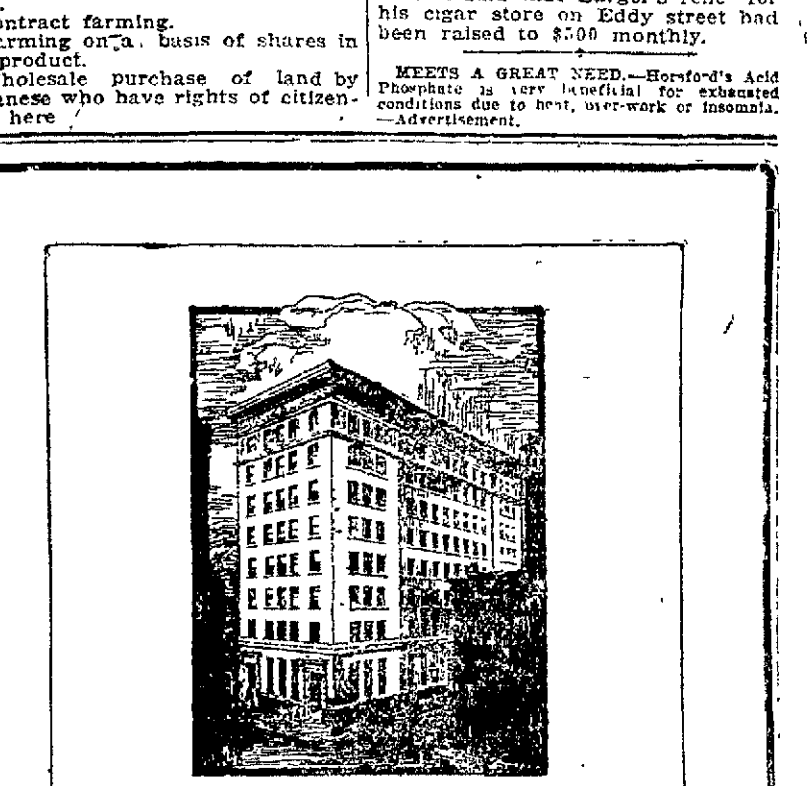 ontract farming.
arming on a basis of shares in
product.
holesale purchase of land by
anese who have rights of citizen-
here
his cigar store on Eddy street had
been raised to $500 monthly.
MEETS A GREAT NEED.—Horsford's Acid
Phosphate is very beneficial for exhausted
conditions due to heat, over-work or insomnia.
—Advertisement.